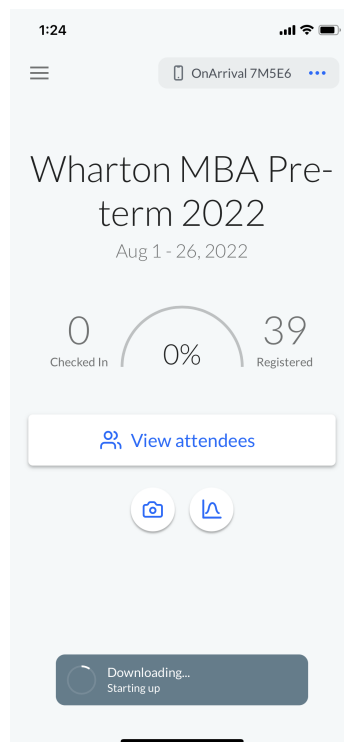 1:24
OnArrival 7M5E6
Wharton MBA Pre-
term 2022
Aug 1 - 26, 2022
0
Checked In
0%
39
Registered
View attendees
Downloading...
Starting up